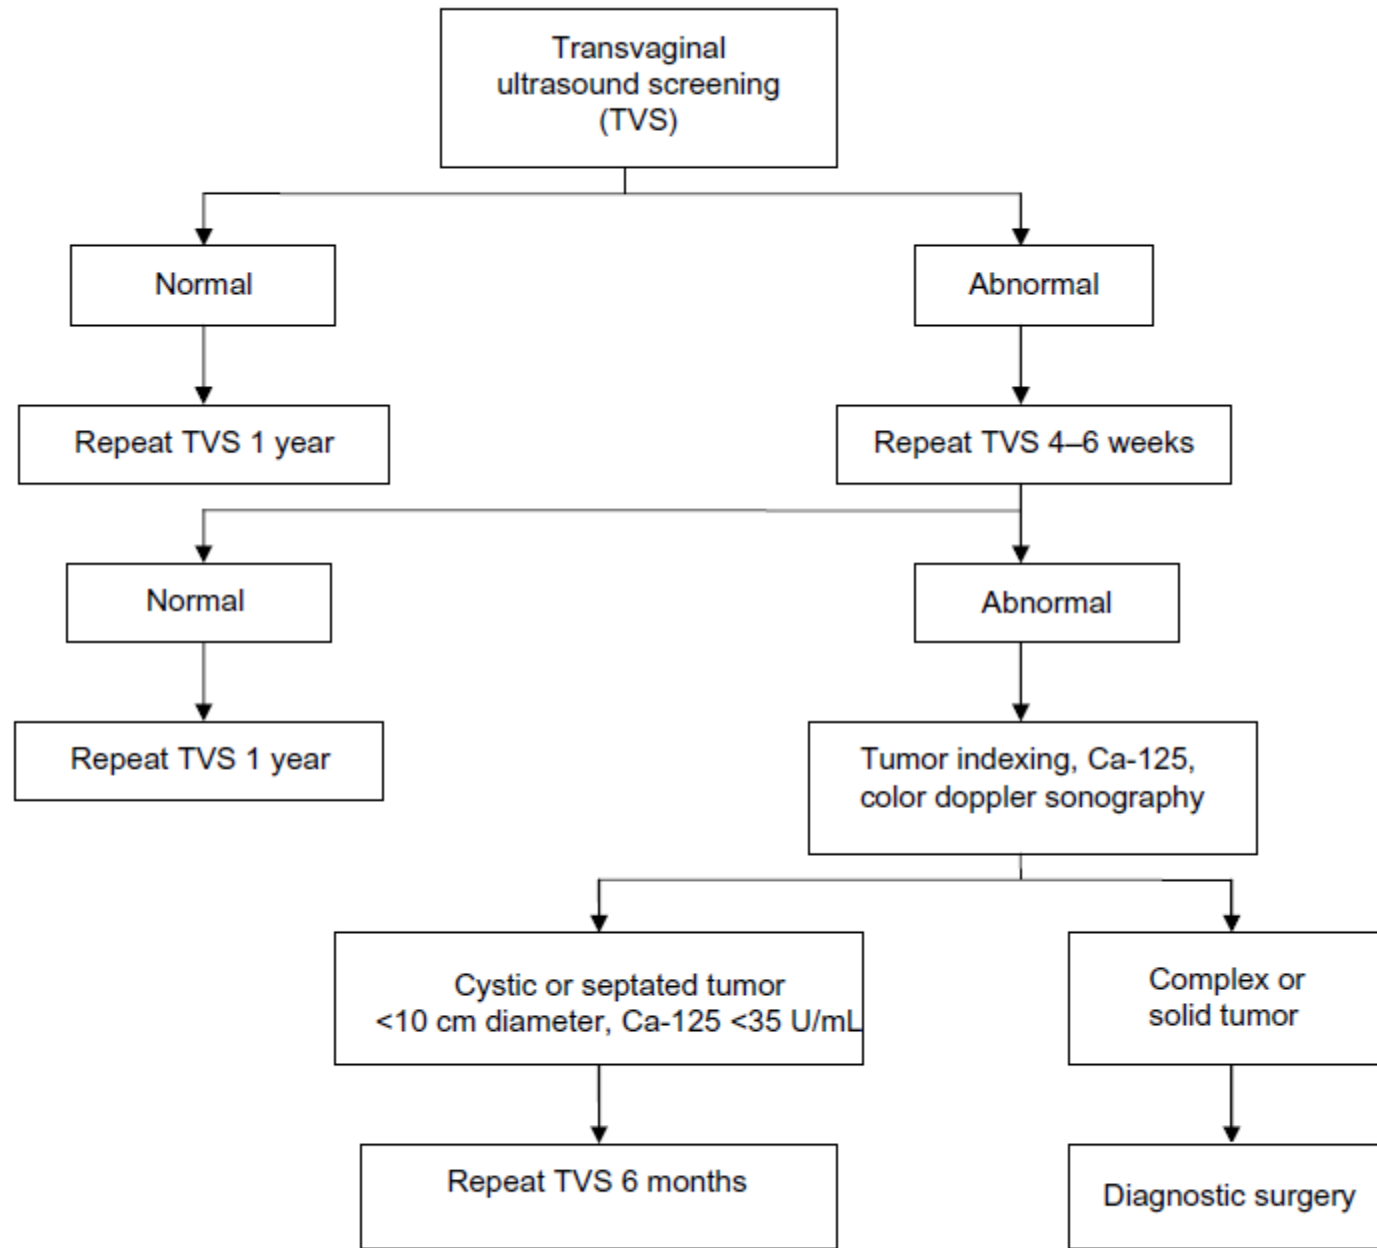 Transvaginal
ultrasound screening
(TVS)
Normal
Abnormal
Repeat TVS 1 year
Repeat TVS 4–6 weeks
Normal
Abnormal
Repeat TVS 1 year
Tumor indexing, Ca-125,
color doppler sonography
Cystic or septated tumor
<10 cm diameter, Ca-125 <35 U/mL
Complex or
solid tumor
Repeat TVS 6 months
Diagnostic surgery